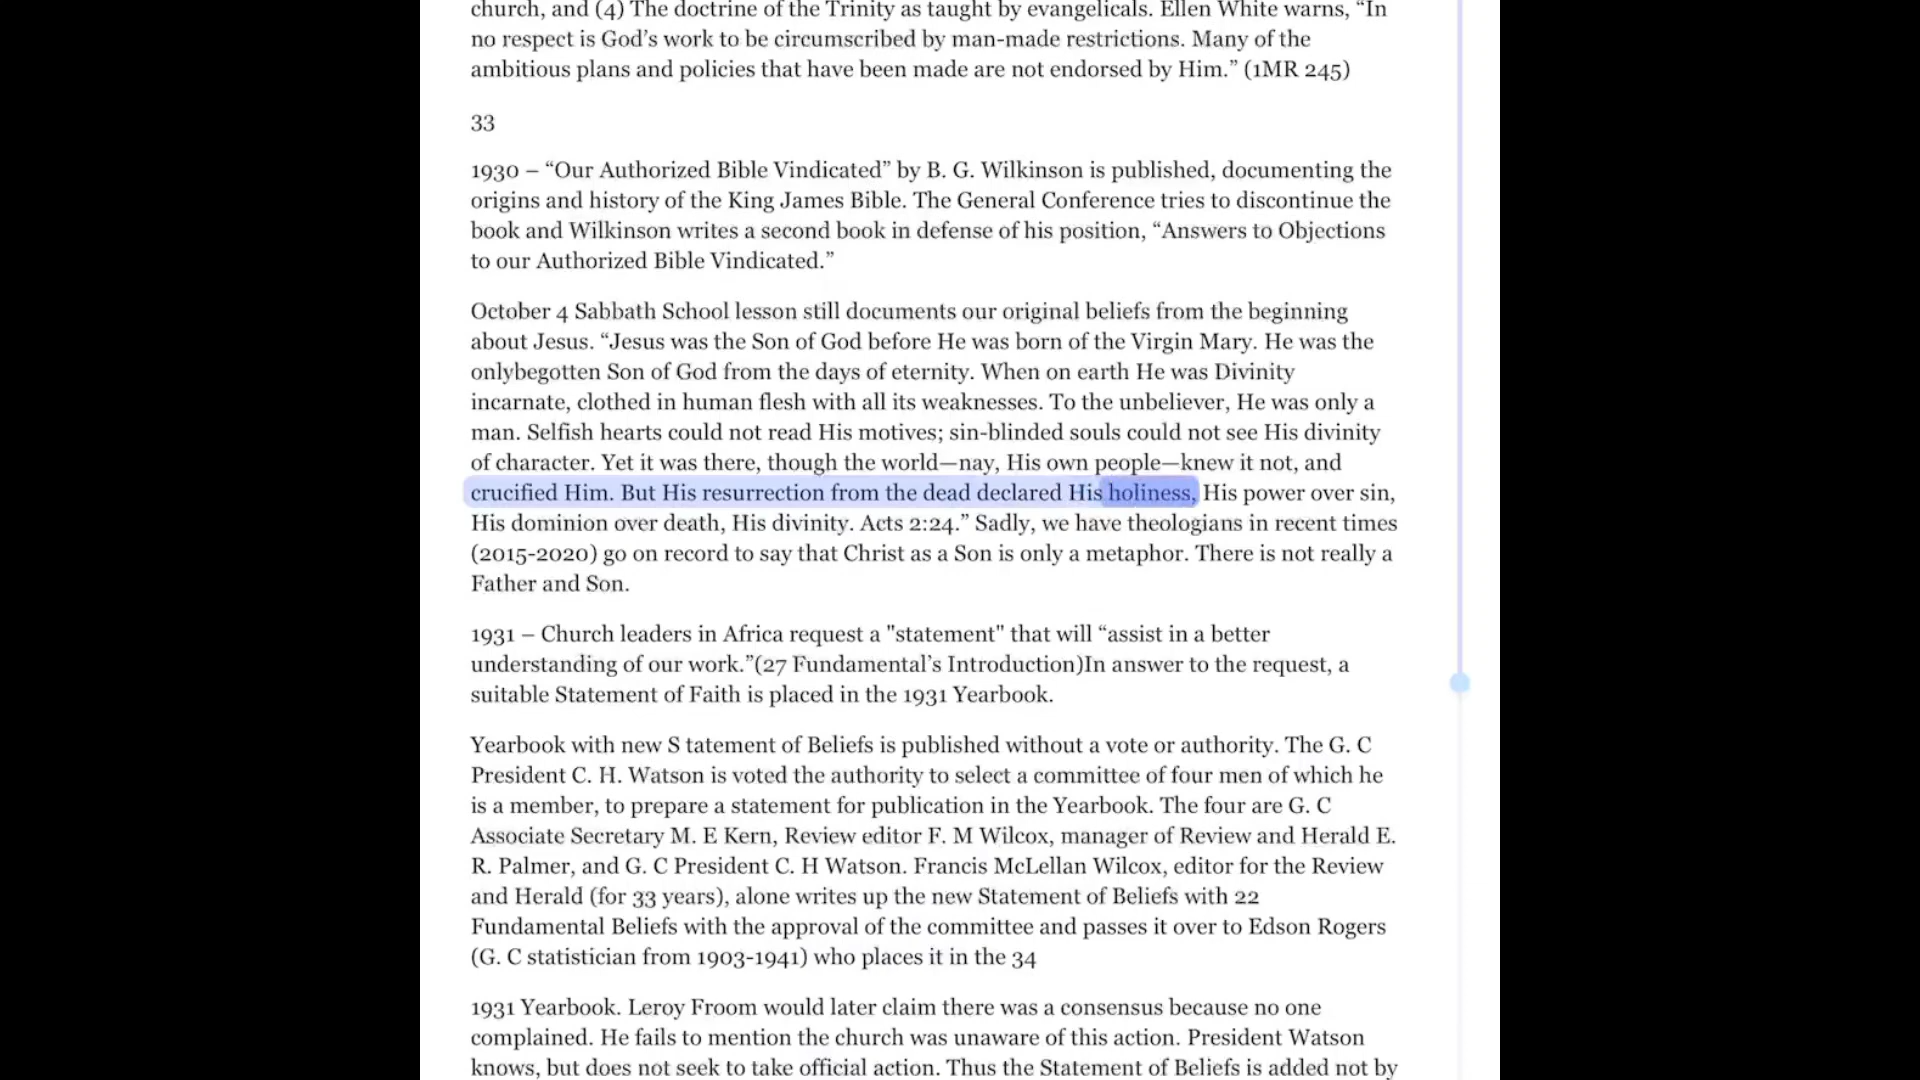 church, and (4) The doctrine of the Trinity as taught by evangelicals. Ellen White warns, “In
no respect is God’s work to be circumscribed by man-made restrictions. Many of the
ambitious plans and policies that have been made are not endorsed by Him.” (1MR 245)
33
1930 – “Our Authorized Bible Vindicated” by B. G. Wilkinson is published, documenting the
origins and history of the King James Bible. The General Conference tries to discontinue the
book and Wilkinson writes a second book in defense of his position, “Answers to Objections
to our Authorized Bible Vindicated.”
October 4 Sabbath School lesson still documents our original beliefs from the beginning
about Jesus. “Jesus was the Son of God before He was born of the Virgin Mary. He was the
onlybegotten Son of God from the days of eternity. When on earth He was Divinity
incarnate, clothed in human flesh with all its weaknesses. To the unbeliever, He was only a
man. Selfish hearts could not read His motives; sin-blinded souls could not see His divinity
of character. Yet it was there, though the world—nay, His own people—knew it not, and
crucified Him. But His resurrection from the dead declared His holiness, His power over sin,
His dominion over death, His divinity. Acts 2:24.” Sadly, we have theologians in recent times
(2015-2020) go on record to say that Christ as a Son is only a metaphor. There is not really a
Father and Son.
1931 – Church leaders in Africa request a "statement" that will “assist in a better
understanding of our work.”(27 Fundamental’s Introduction)In answer to the request, a
suitable Statement of Faith is placed in the 1931 Yearbook.
Yearbook with new S tatement of Beliefs is published without a vote or authority. The G. C
President C. H. Watson is voted the authority to select a committee of four men of which he
is a member, to prepare a statement for publication in the Yearbook. The four are G. C
Associate Secretary M. E Kern, Review editor F. M Wilcox, manager of Review and Herald E.
R. Palmer, and G. C President C. H Watson. Francis McLellan Wilcox, editor for the Review
and Herald (for 33 years), alone writes up the new Statement of Beliefs with 22
Fundamental Beliefs with the approval of the committee and passes it over to Edson Rogers
(G. C statistician from 1903-1941) who places it in the 34
1931 Yearbook. Leroy Froom would later claim there was a consensus because no one
complained. He fails to mention the church was unaware of this action. President Watson
knows, but does not seek to take official action. Thus the Statement of Beliefs is added not by